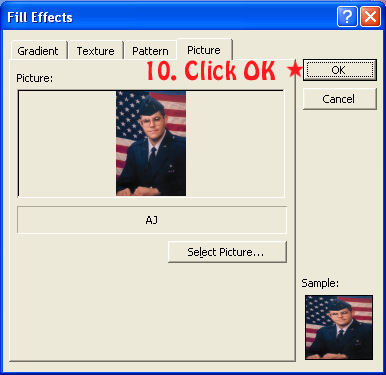 Fill Effects
Gradient Texture Pattern Picture
10. Click OK
OK
Picture:
Cancel
AJ
Select Picture...
Sample: